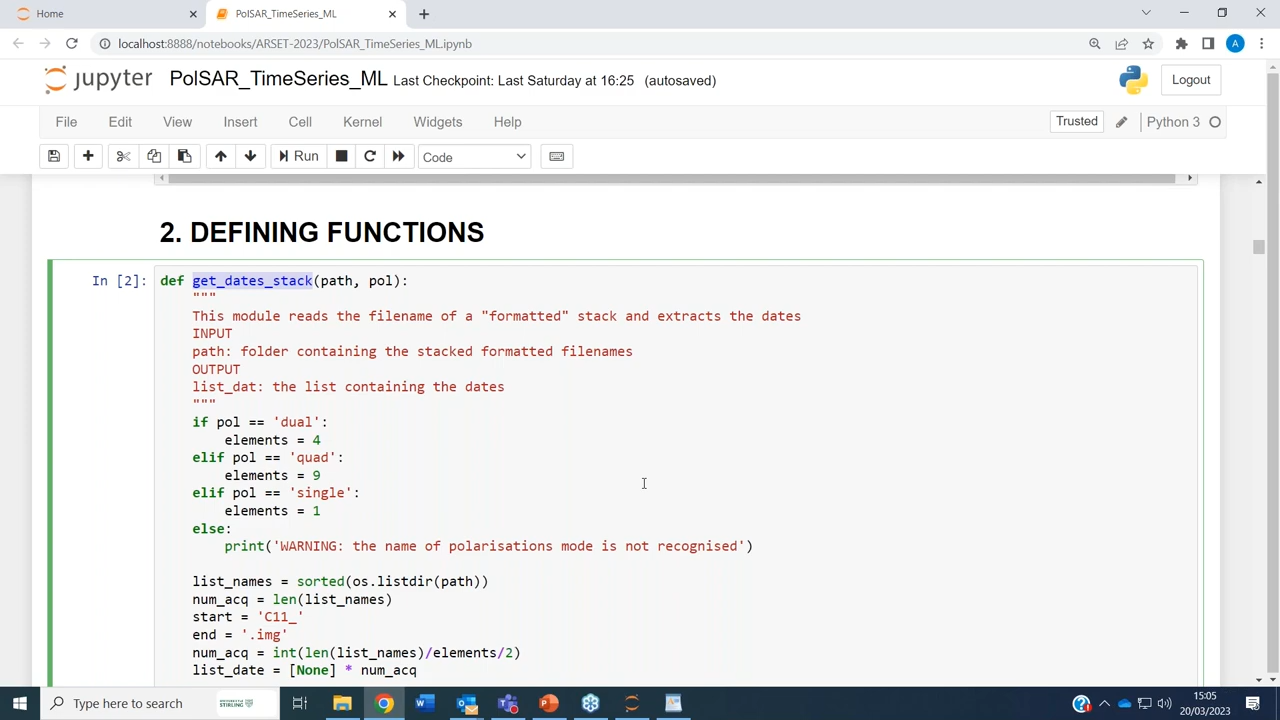 Home
PolSAR_TimeSeries_ML
localhost:8888/notebooks/ARSET-2023/PolSAR_TimeSeries_ML.ipynb
A
jupyter PolSAR_TimeSeries_ML Last Checkpoint: Last Saturday at 16:25 (autosaved)
Logout
File Edit View Insert Cell Kernel Widgets Help
Trusted Python 3
Run Code
2. DEFINING FUNCTIONS
In [2]: def get_dates_stack(path, pol):
"""
This module reads the filename of a "formatted" stack and extracts the dates
INPUT
path: folder containing the stacked formatted filenames
OUTPUT
list_dat: the list containing the dates
"""
if pol == 'dual':
elements = 4
elif pol == 'quad':
elements = 9
elif pol == 'single':
elements = 1
else:
print('WARNING: the name of polarisations mode is not recognised')
list_names = sorted(os.listdir(path))
num_acq = len(list_names)
start = 'C11_'
end = '.img'
num_acq = int(len(list_names)/elements/2)
list_date = [None] * num_acq
Type here to search
15:05
20/03/2023